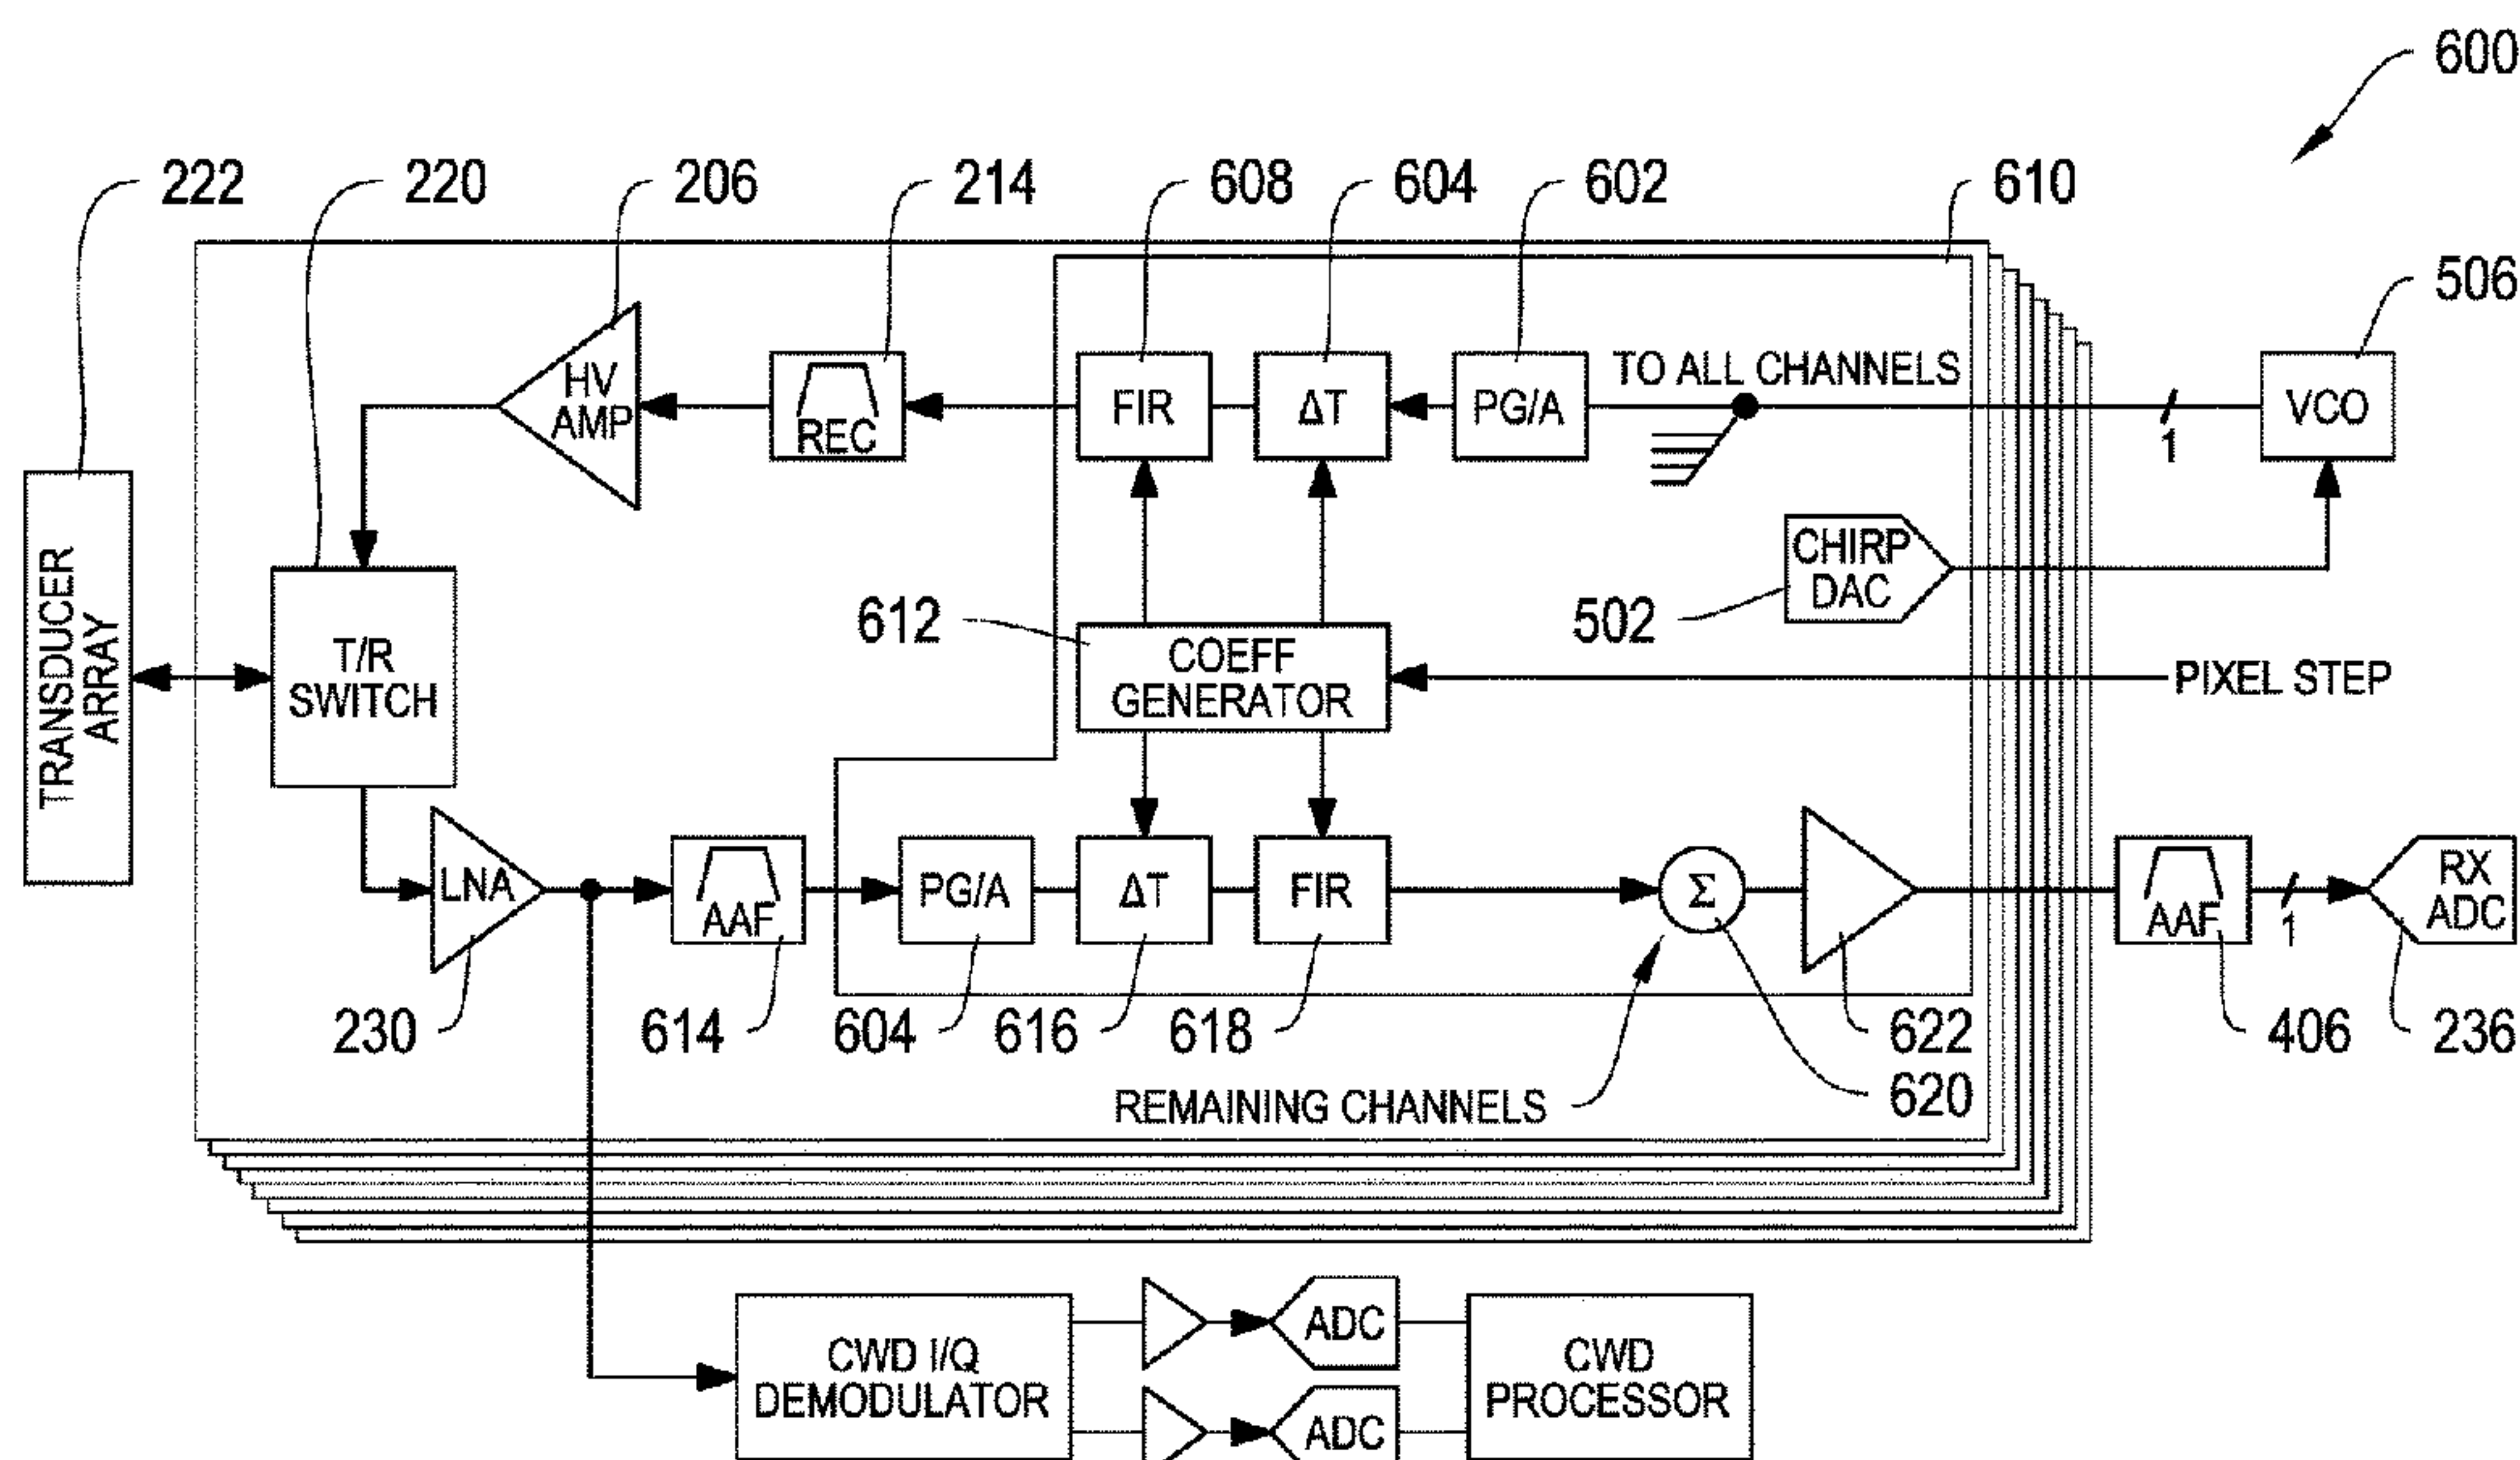 600
222
220
206
214
608
604
602
610
506
HV
AMP
REC
FIR
ΔT
PG/A
TO ALL CHANNELS
1
VCO
TRANSDUCER
ARRAY
T/R
SWITCH
612
COEFF
GENERATOR
502
CHIRP
DAC
PIXEL STEP
LNA
AAF
PG/A
ΔT
FIR
Σ
AAF
1
RX
ADC
230
614
604
616
618
622
406
236
REMAINING CHANNELS
620
CWD I/Q
DEMODULATOR
ADC
ADC
CWD
PROCESSOR